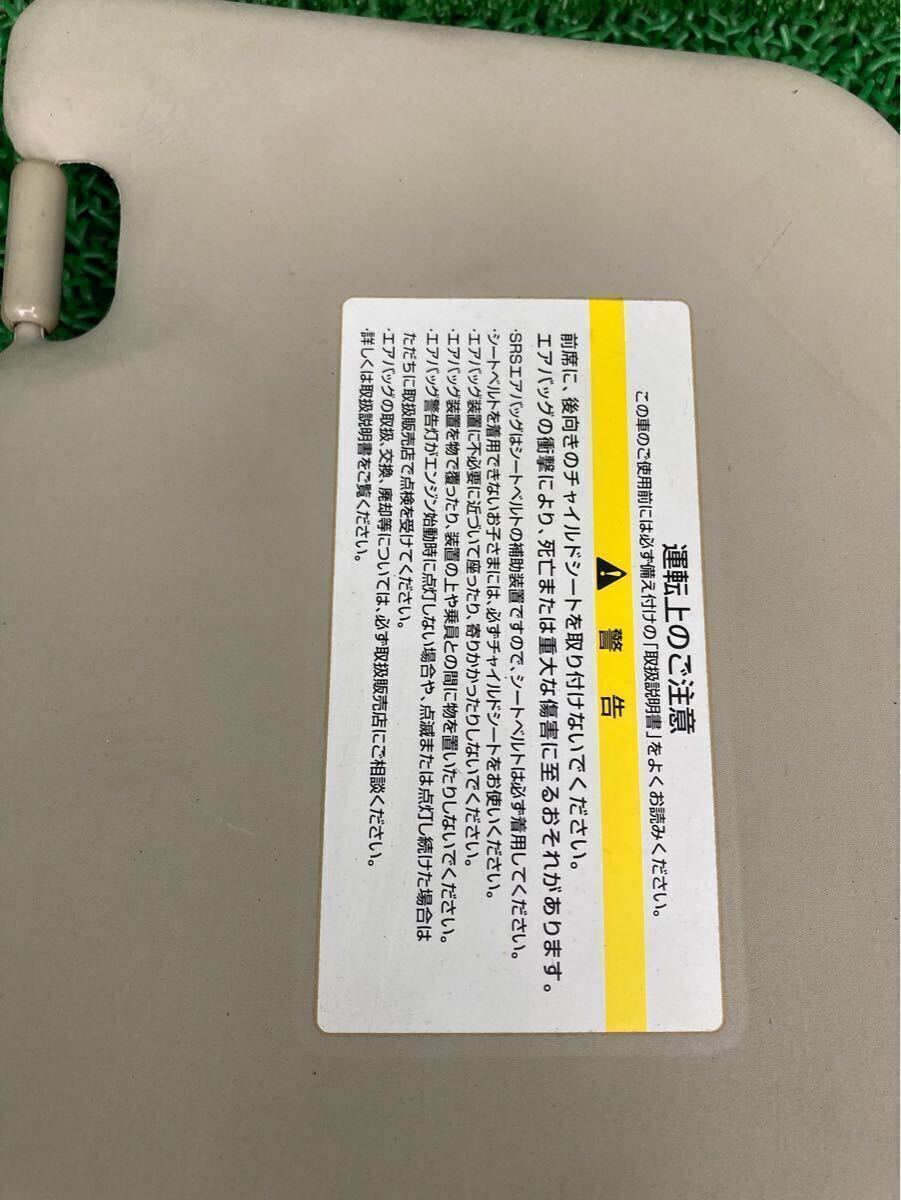 運転上のご注意
この車のご使用前には必ず備え付けの「取扱説明書」をよくお読みください。
警 告
前席に、後向きのチャイルドシートを取り付けないでください。
エアバッグの衝撃により、死亡または重大な傷害に至るおそれがあります。
・SRSエアバッグはシートベルトの補助装置ですので、シートベルトは必ず着用してください。
・シートベルトを着用できないお子さまには、必ずチャイルドシートをお使いください。
・エアバッグ装置に不必要に近づいて座ったり、寄りかかったりしないでください。
・エアバッグ装置を物で覆ったり、装置の上や乗員との間に物を置いたりしないでください。
・エアバッグ警告灯がエンジン始動時に点灯しない場合や、点滅または点灯し続けた場合は
ただちに取扱販売店で点検を受けてください。
・エアバッグの取扱、交換、廃却等については、必ず取扱販売店にご相談ください。
・詳しくは取扱説明書をご覧ください。